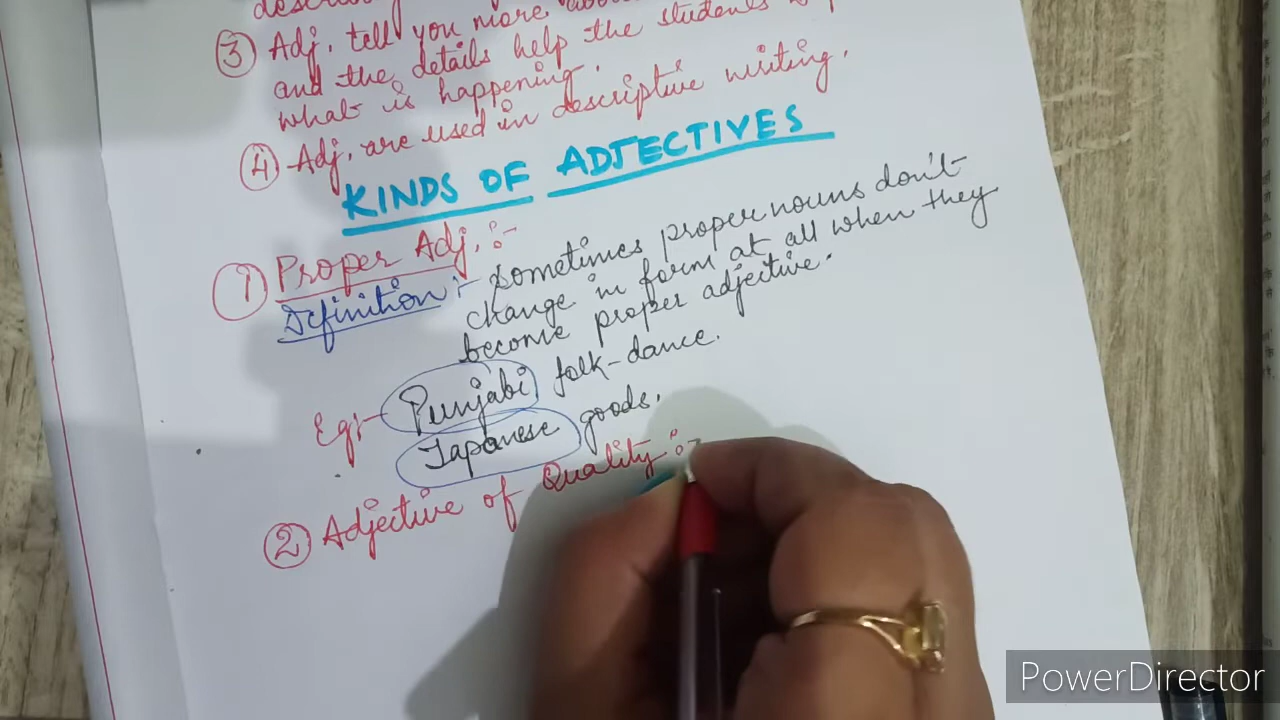 ③ Adj. tell you more
and the details help the students
what is happening.
④ Adj. are used in descriptive writing.
KINDS OF ADJECTIVES
① Proper Adj. :-
Definition :- Sometimes proper nouns don't
change in form at all when they
become proper adjective.
Eg:- Punjabi folk-dance.
Japanese goods.
② Adjective of Quality :-
PowerDirector